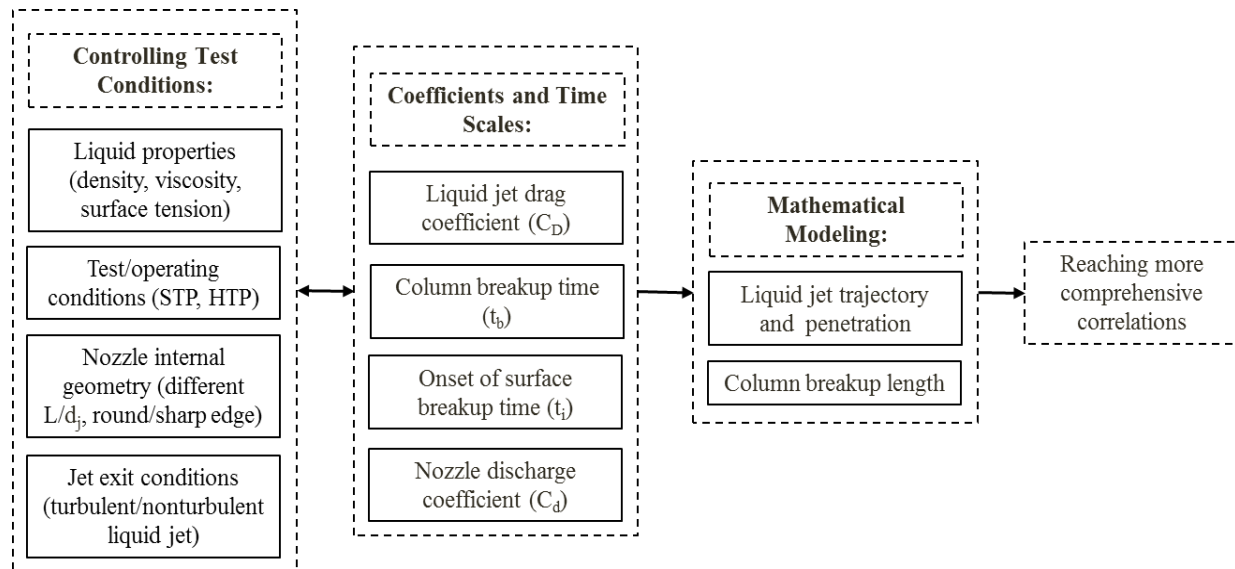 Controlling Test
Conditions:
Liquid properties
(density, viscosity,
surface tension)
Test/operating
conditions (STP, HTP)
Nozzle internal
geometry (different
L/dj, round/sharp edge)
Jet exit conditions
(turbulent/nonturbulent
liquid jet)
Coefficients and Time
Scales:
Liquid jet drag
coefficient (CD)
Column breakup time
(tb)
Onset of surface
breakup time (ti)
Nozzle discharge
coefficient (Cd)
Mathematical
Modeling:
Liquid jet trajectory
and penetration
Column breakup length
Reaching more
comprehensive
correlations